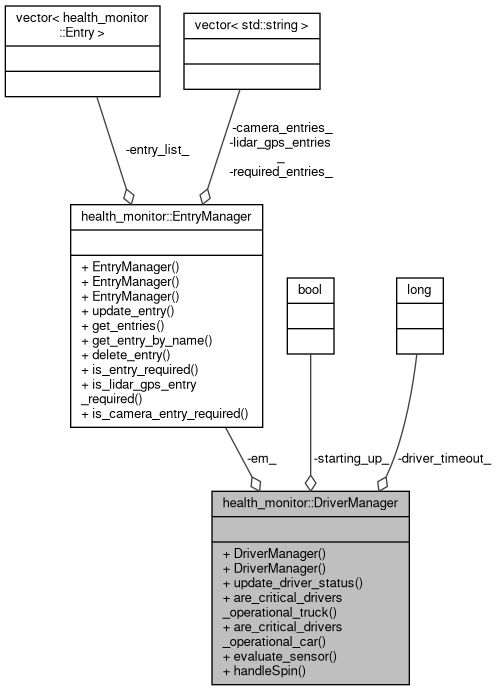 vector< health_monitor
::Entry >
vector< std::string >
-entry_list_
-camera_entries_
-lidar_gps_entries
_
-required_entries_
health_monitor::EntryManager
+ EntryManager()
+ EntryManager()
+ EntryManager()
+ update_entry()
+ get_entries()
+ get_entry_by_name()
+ delete_entry()
+ is_entry_required()
+ is_lidar_gps_entry
_required()
+ is_camera_entry_required()
bool
long
-em_
-starting_up_
-driver_timeout_
health_monitor::DriverManager
+ DriverManager()
+ DriverManager()
+ update_driver_status()
+ are_critical_drivers
_operational_truck()
+ are_critical_drivers
_operational_car()
+ evaluate_sensor()
+ handleSpin()